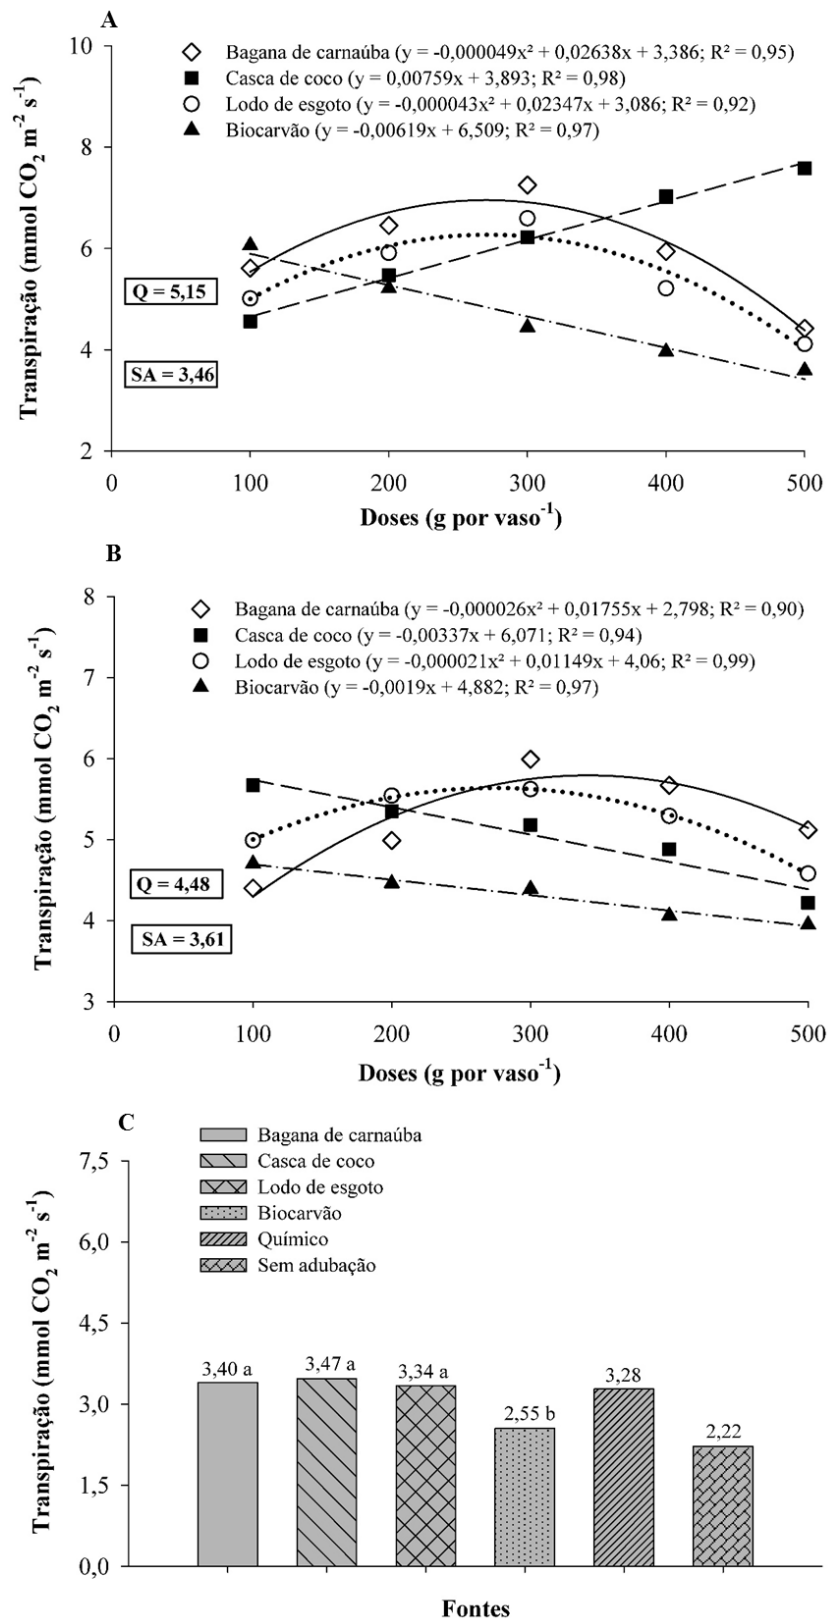 A
Transpiração (mmol CO₂ m⁻² s⁻¹)
10
8
6
4
2
Bagana de carnaúba (y = -0,000049x² + 0,02638x + 3,386; R² = 0,95)
Casca de coco (y = 0,00759x + 3,893; R² = 0,98)
Lodo de esgoto (y = -0,000043x² + 0,02347x + 3,086; R² = 0,92)
Biocarvão (y = -0,00619x + 6,509; R² = 0,97)
Q = 5,15
SA = 3,46
0 100 200 300 400 500
Doses (g por vaso⁻¹)
B
Transpiração (mmol CO₂ m⁻² s⁻¹)
8
7
6
5
4
3
Bagana de carnaúba (y = -0,000026x² + 0,01755x + 2,798; R² = 0,90)
Casca de coco (y = -0,00337x + 6,071; R² = 0,94)
Lodo de esgoto (y = -0,000021x² + 0,01149x + 4,06; R² = 0,99)
Biocarvão (y = -0,0019x + 4,882; R² = 0,97)
Q = 4,48
SA = 3,61
0 100 200 300 400 500
Doses (g por vaso⁻¹)
C
Transpiração (mmol CO₂ m⁻² s⁻¹)
7,5
6,0
4,5
3,0
1,5
0,0
Bagana de carnaúba
Casca de coco
Lodo de esgoto
Biocarvão
Químico
Sem adubação
3,40 a 3,47 a 3,34 a 2,55 b 3,28 2,22
Fontes